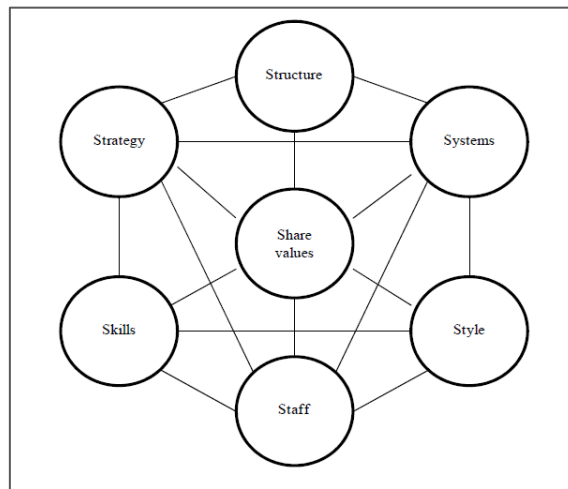 Structure
Strategy
Systems
Share
values
Skills
Style
Staff